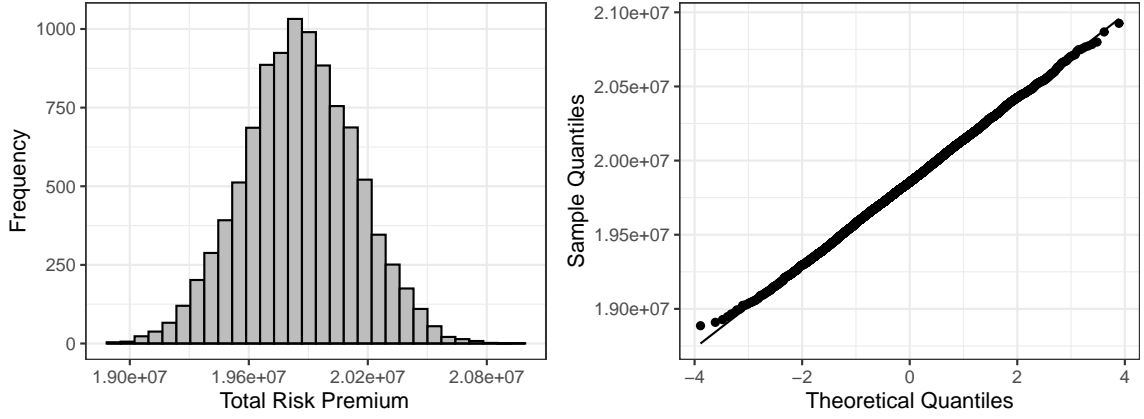 1000
750
500
250
0
Frequency
1.90e+07 1.96e+07 2.02e+07 2.08e+07
Total Risk Premium
2.10e+07
2.05e+07
2.00e+07
1.95e+07
1.90e+07
Sample Quantiles
−4 −2 0 2 4
Theoretical Quantiles